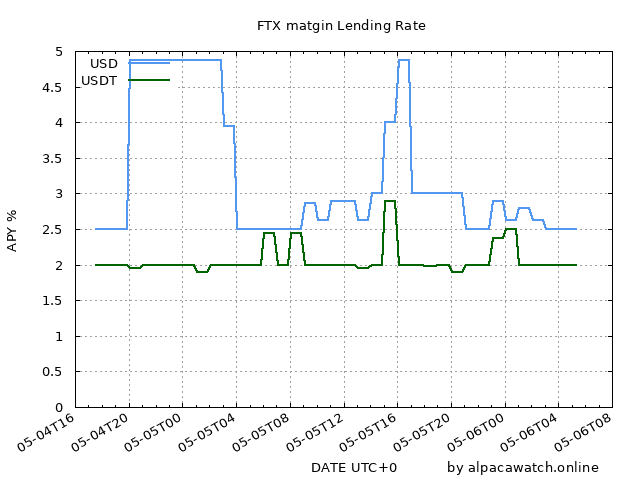 FTX matgin Lending Rate
USD
USDT
5
4.5
4
3.5
3
2.5
2
1.5
1
0.5
0
APY %
05-04T16
05-04T20
05-05T00
05-05T04
05-05T08
05-05T12
05-05T16
05-05T20
05-06T00
05-06T04
05-06T08
DATE UTC+0
by alpacawatch.online